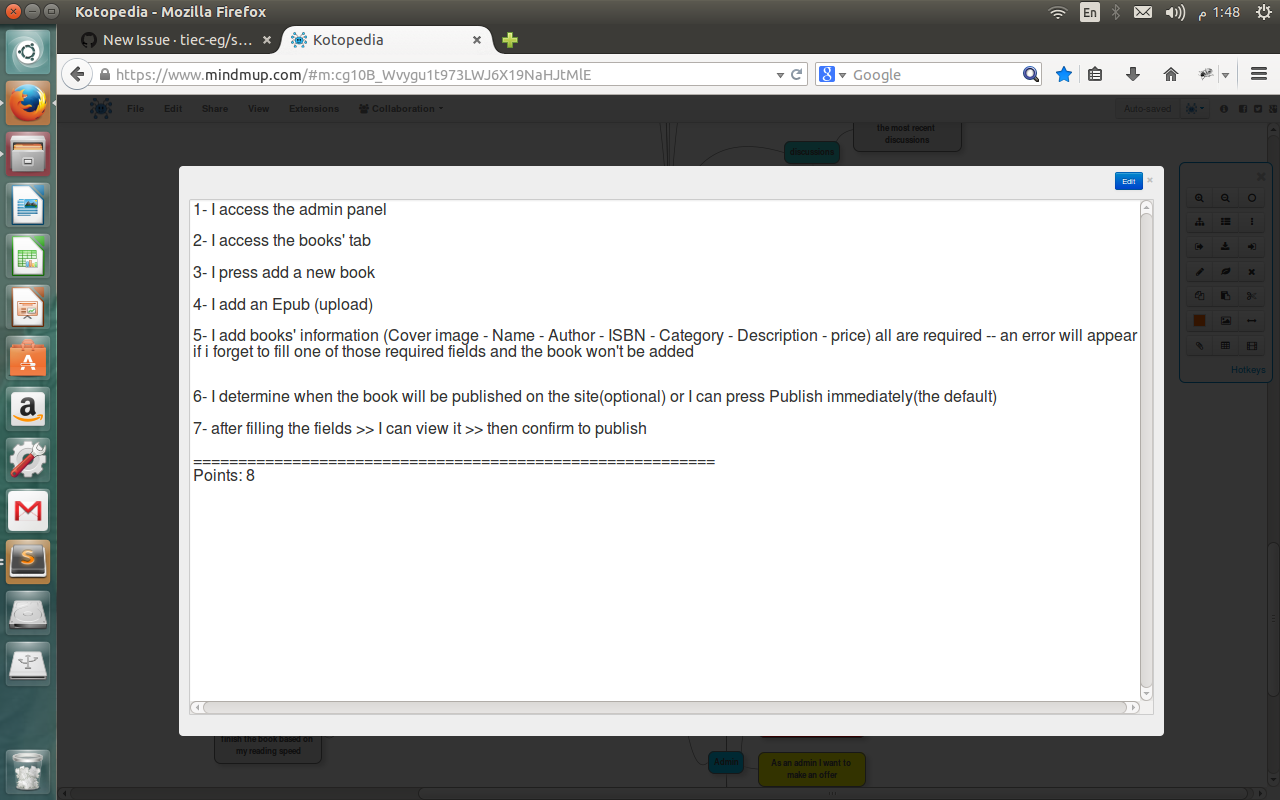 Kotopedia - Mozilla Firefox
En
1:48 م
New Issue · tiec-eg/s...
Kotopedia
https://www.mindmup.com/#m:cg10B_Wvygu1t973LWJ6X19NaHJtMlE
Google
File Edit Share View Extensions Collaboration
Auto-saved
the most recent
discussions
discussions
Edit
1- I access the admin panel
2- I access the books' tab
3- I press add a new book
4- I add an Epub (upload)
5- I add books' information (Cover image - Name - Author - ISBN - Category - Description - price) all are required -- an error will appear
if i forget to fill one of those required fields and the book won't be added
6- I determine when the book will be published on the site(optional) or I can press Publish immediately(the default)
7- after filling the fields >> I can view it >> then confirm to publish
==========================================================
Points: 8
Hotkeys
finish the book based on
my reading speed
Admin
As an admin I want to
make an offer